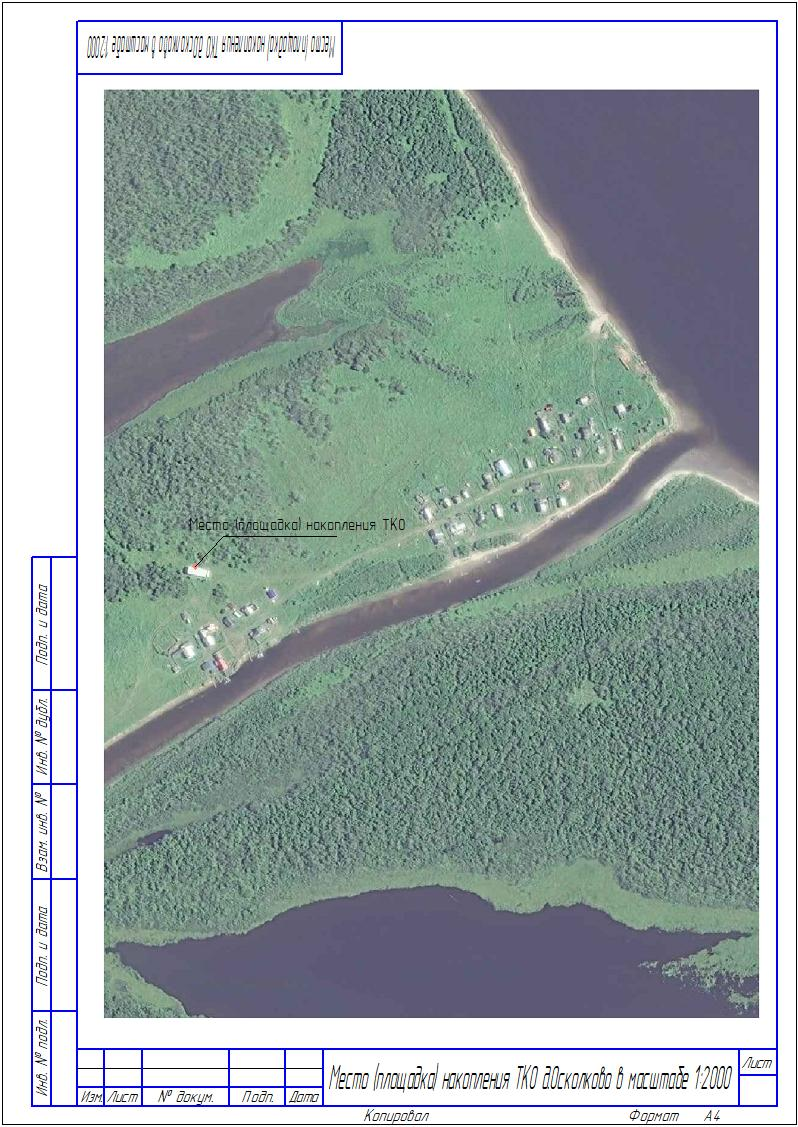 Место (площадка) накопления ТКО д.Осколково в масштабе 1:2000
Место (площадка) накопления ТКО
Подп. и дата
Инв. № дубл.
Взам. инв. №
Подп. и дата
Инв. № подл.
Изм. Лист № докум. Подп. Дата
Место (площадка) накопления ТКО д.Осколково в масштабе 1:2000
Лист
Копировал Формат А4